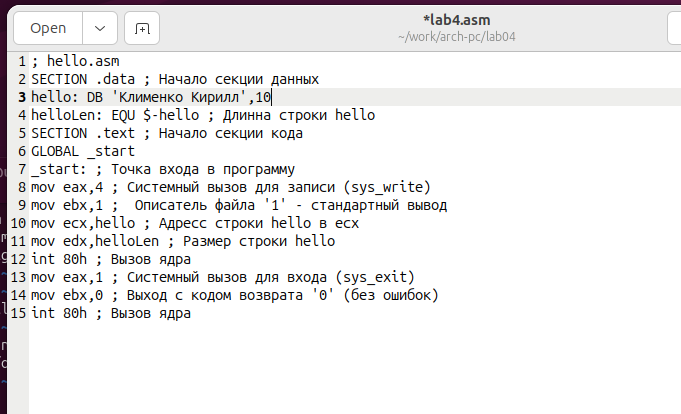 Open
*lab4.asm
~/work/arch-pc/lab04
1 ; hello.asm
2 SECTION .data ; Начало секции данных
3 hello: DB 'Клименко Кирилл',10
4 helloLen: EQU $-hello ; Длинна строки hello
5 SECTION .text ; Начало секции кода
6 GLOBAL _start
7 _start: ; Точка входа в программу
8 mov eax,4 ; Системный вызов для записи (sys_write)
9 mov ebx,1 ;  Описатель файла '1' - стандартный вывод
10 mov ecx,hello ; Адресс строки hello в ecx
11 mov edx,helloLen ; Размер строки hello
12 int 80h ; Вызов ядра
13 mov eax,1 ; Системный вызов для входа (sys_exit)
14 mov ebx,0 ; Выход с кодом возврата '0' (без ошибок)
15 int 80h ; Вызов ядра